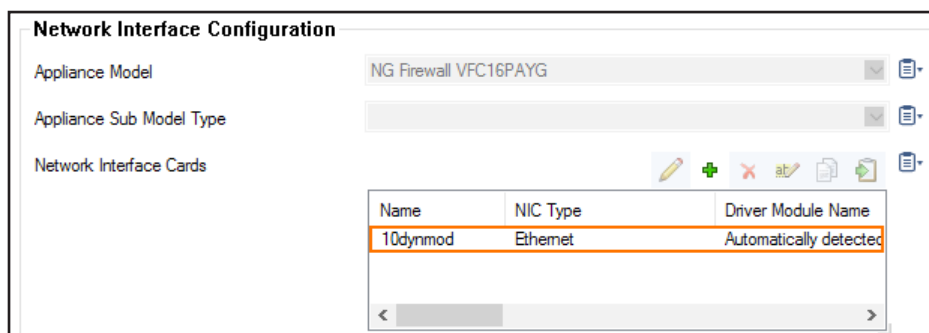 Network Interface Configuration
Appliance Model NG Firewall VFC16PAYG
Appliance Sub Model Type
Network Interface Cards
Name NIC Type Driver Module Name
10dynmod Ethernet Automatically detected